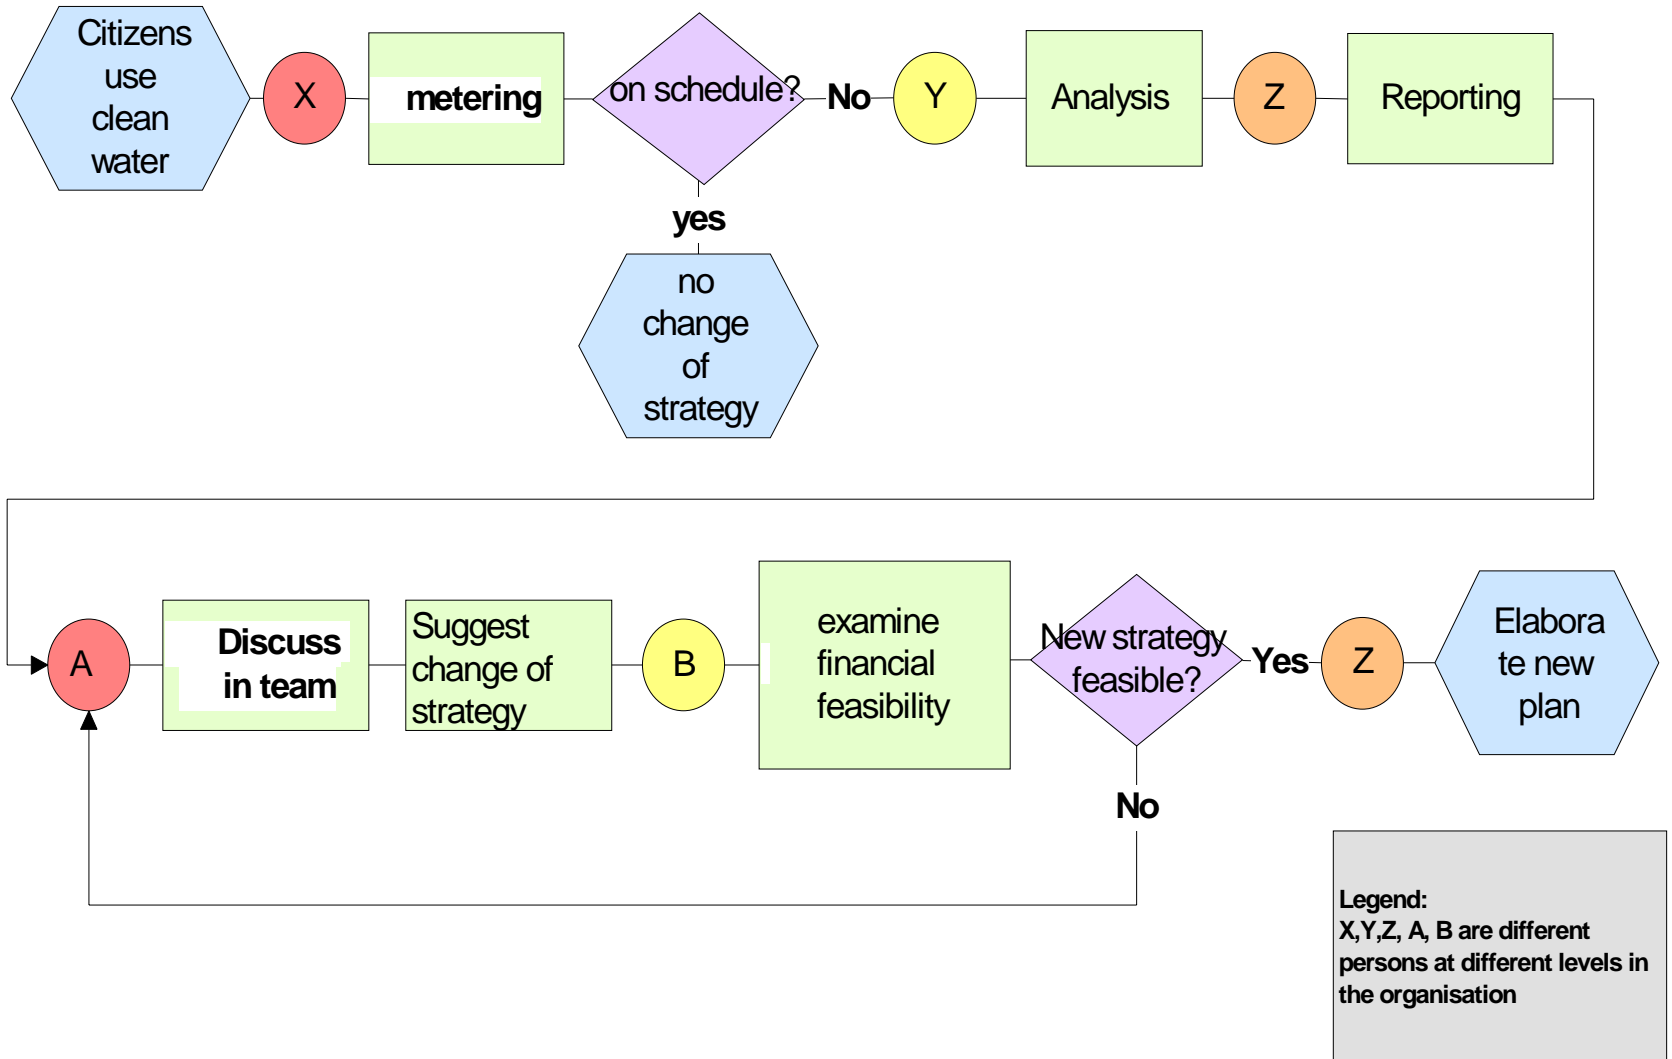 Citizens
use
clean
water
X
metering
on schedule?
No
Y
Analysis
Z
Reporting
yes
no
change
of
strategy
A
Discuss
in team
Suggest
change of
strategy
B
examine
financial
feasibility
New strategy
feasible?
Yes
Z
Elabora
te new
plan
No
Legend:
X,Y,Z, A, B are different
persons at different levels in
the organisation